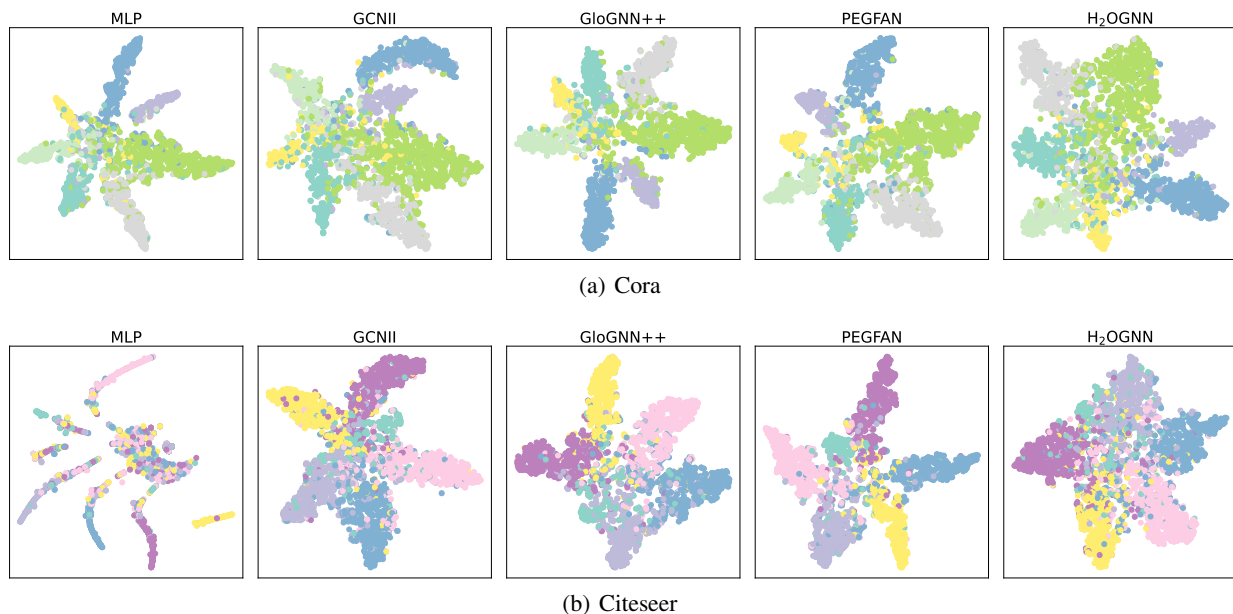 MLP GCNII GloGNN++ PEGFAN H₂OGNN
(a) Cora
MLP GCNII GloGNN++ PEGFAN H₂OGNN
(b) Citeseer